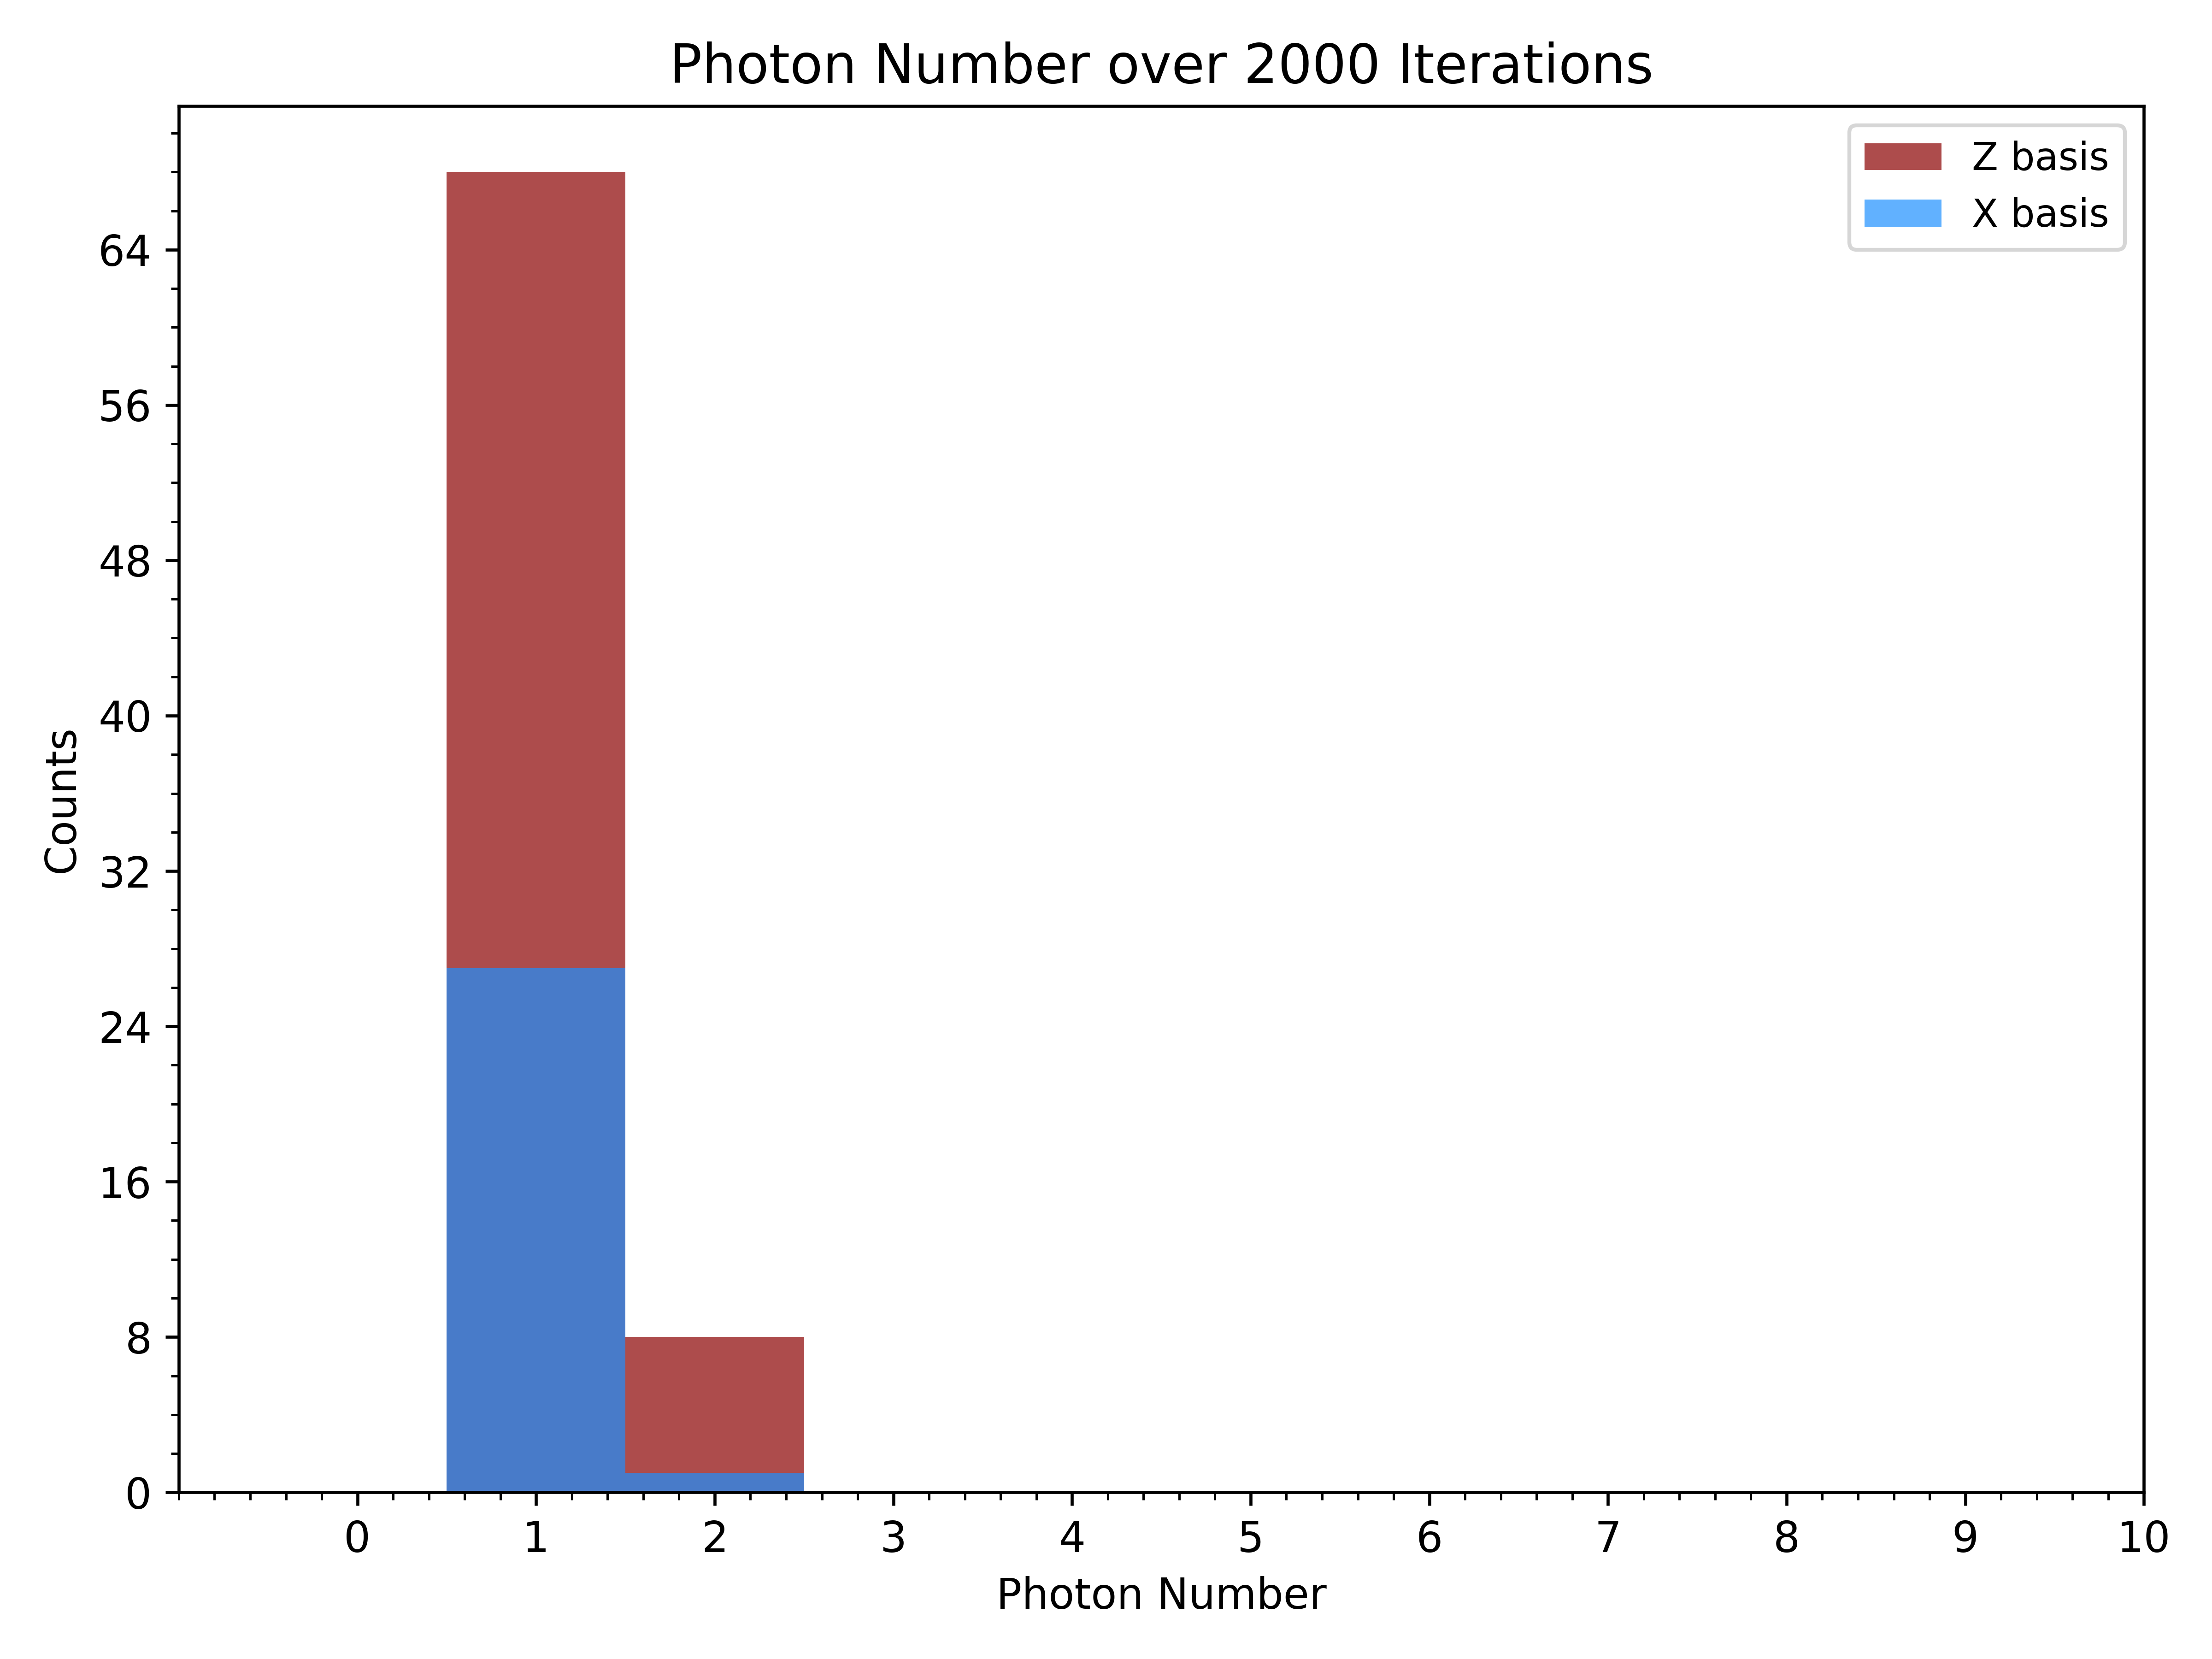 Photon Number over 2000 Iterations
Z basis
X basis
64
56
48
40
32
24
16
8
0
Counts
0 1 2 3 4 5 6 7 8 9 10
Photon Number